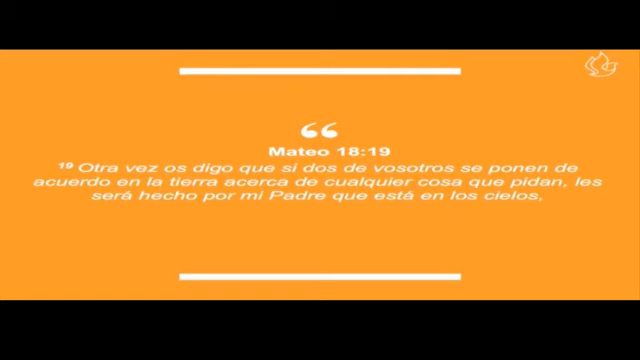 “
Mateo 18:19
19 Otra vez os digo que si dos de vosotros se ponen de
acuerdo en la tierra acerca de cualquier cosa que pidan, les
será hecho por mi Padre que está en los cielos,